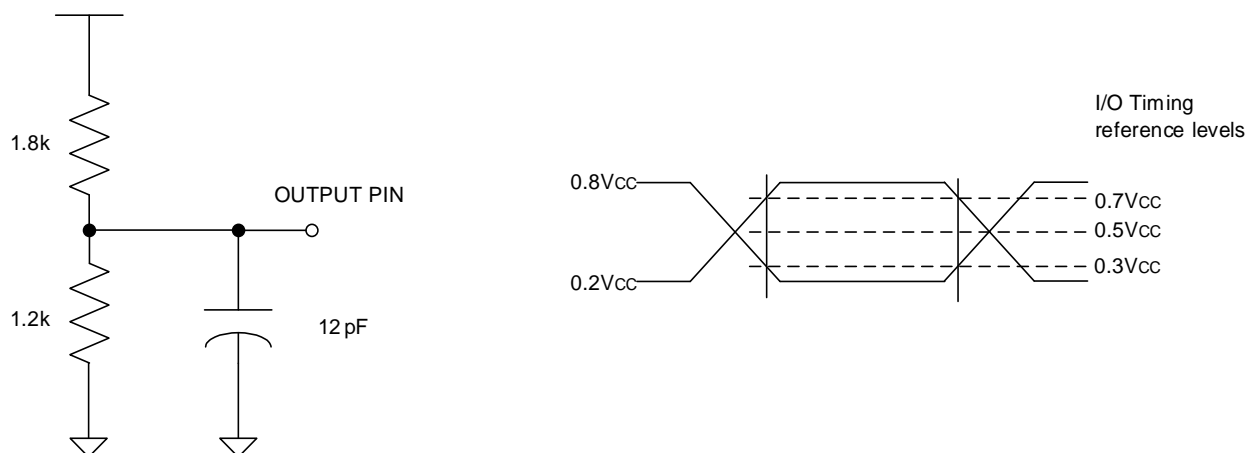 1.8k
OUTPUT PIN
1.2k
12 pF
I/O Timing
reference levels
0.8VCC
0.7VCC
0.5VCC
0.3VCC
0.2VCC